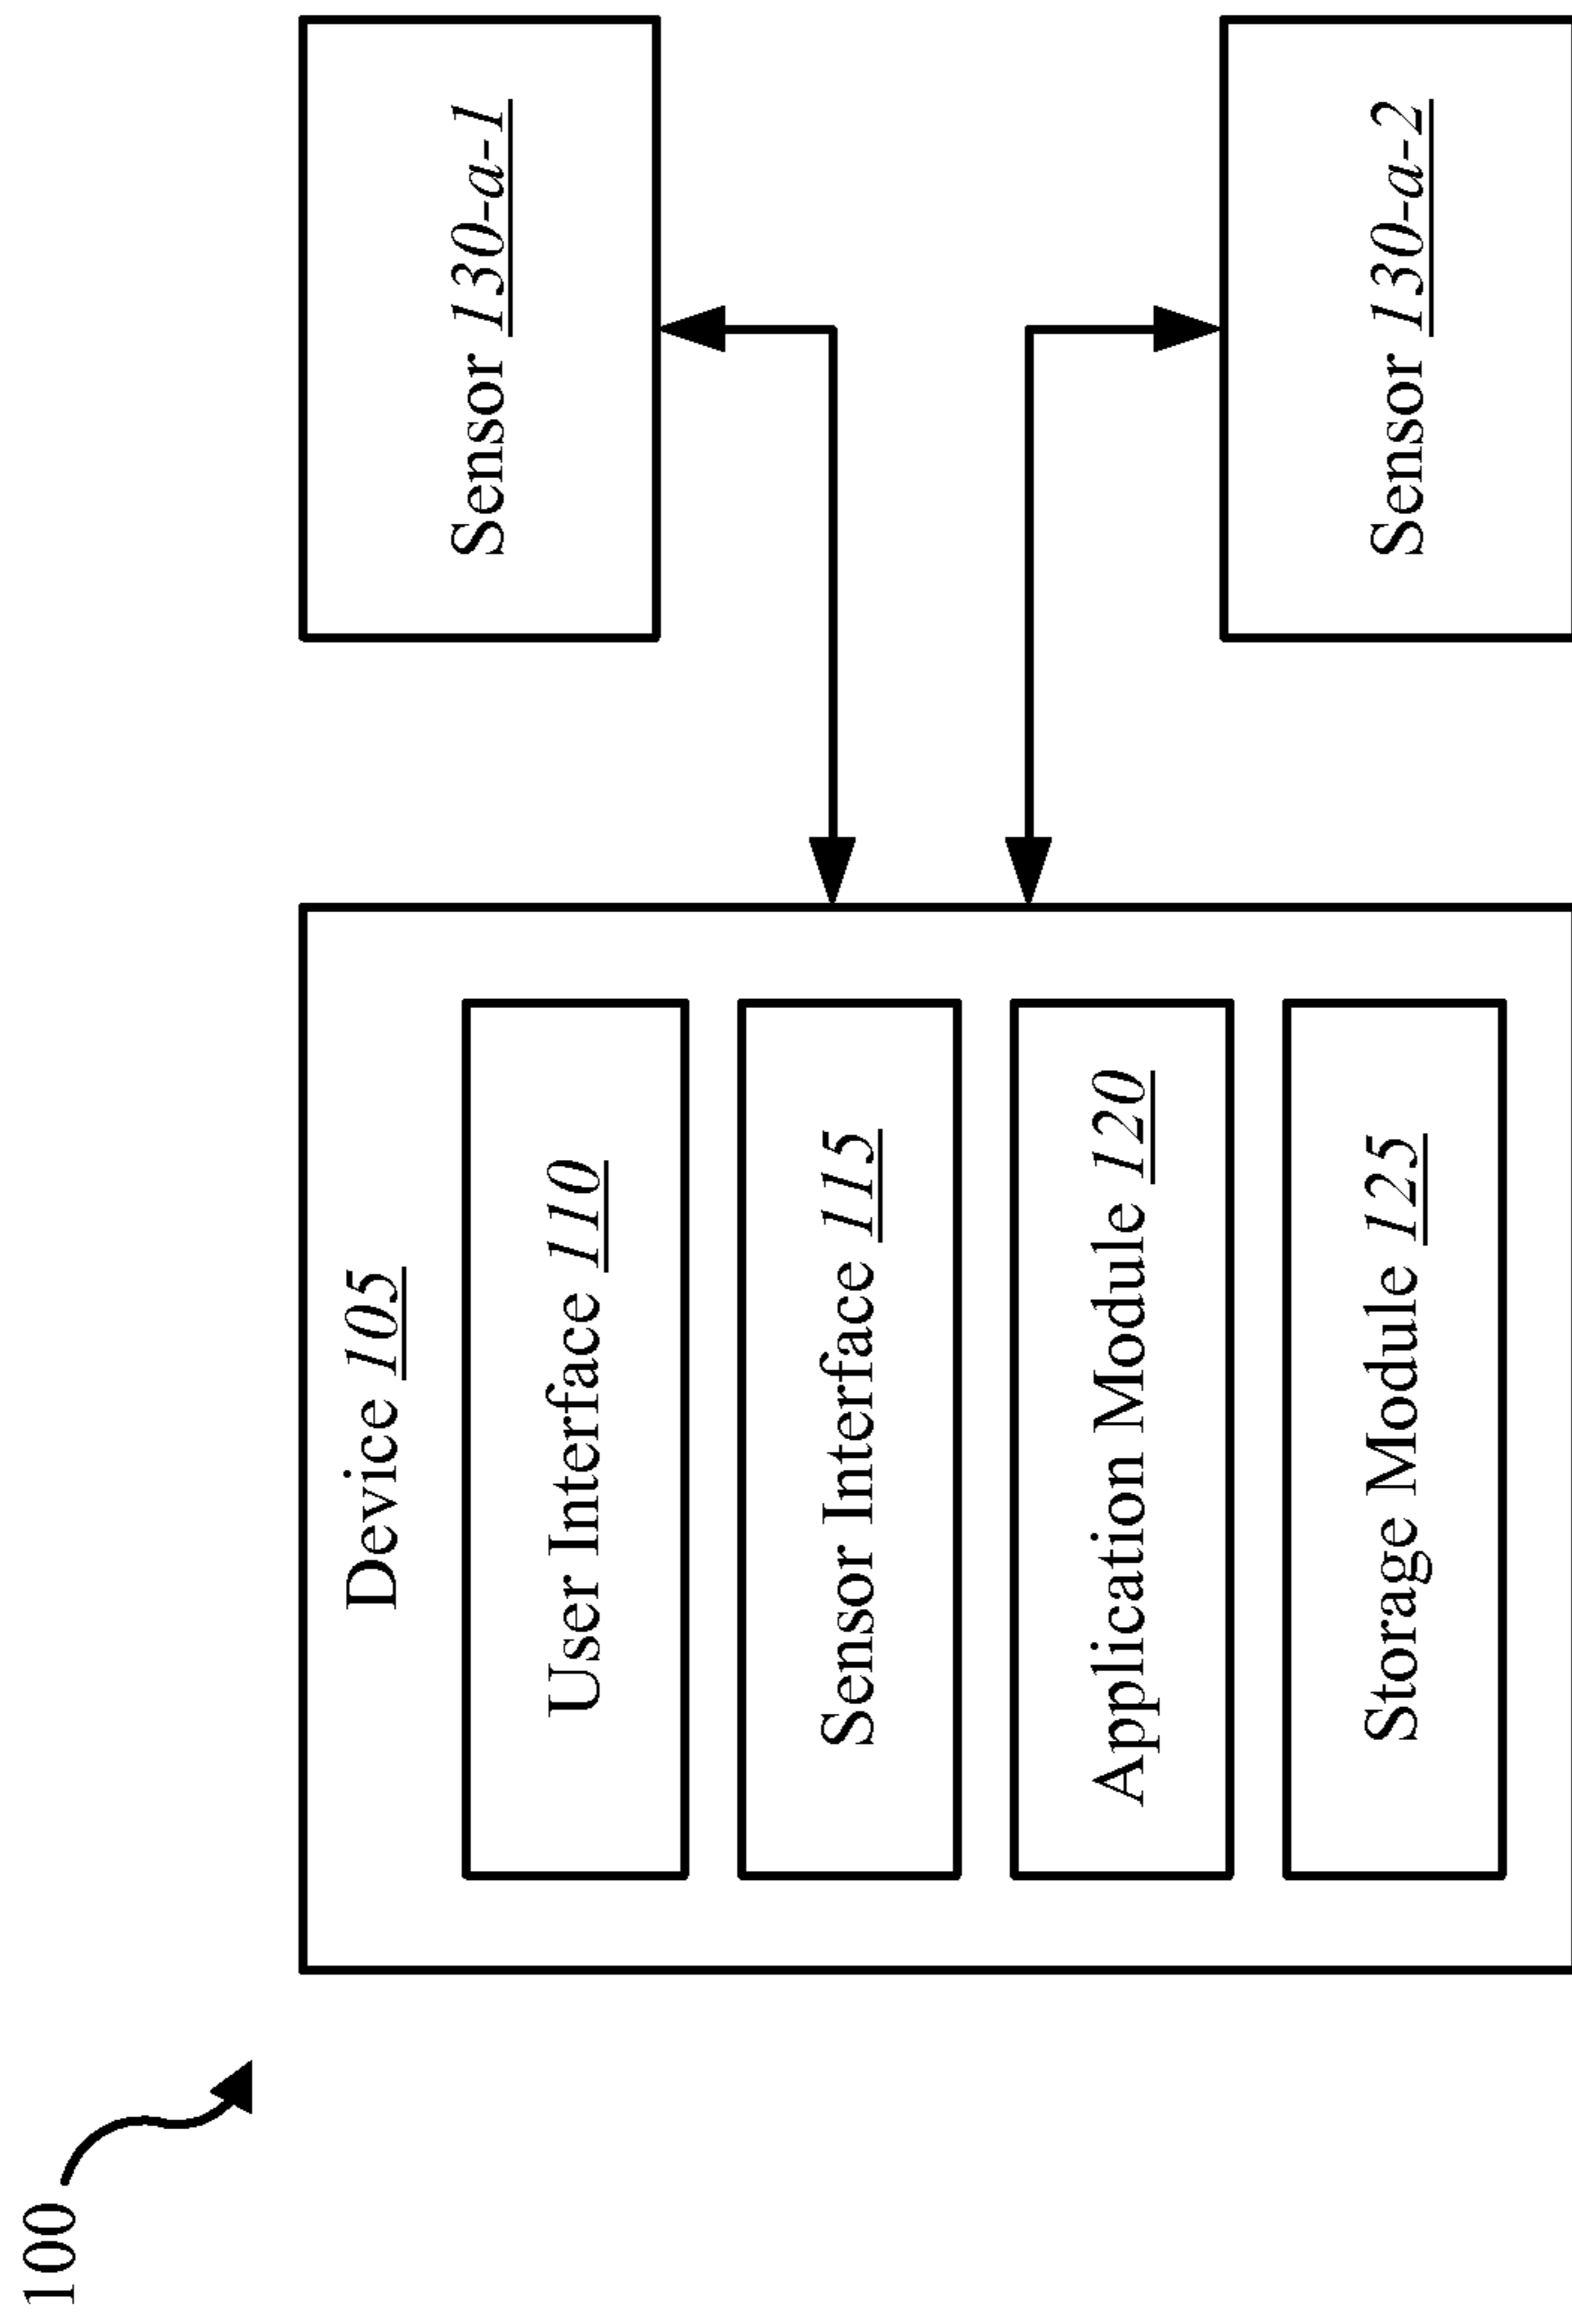 100
Device 105
User Interface 110
Sensor Interface 115
Application Module 120
Storage Module 125
Sensor 130-a-1
Sensor 130-a-2